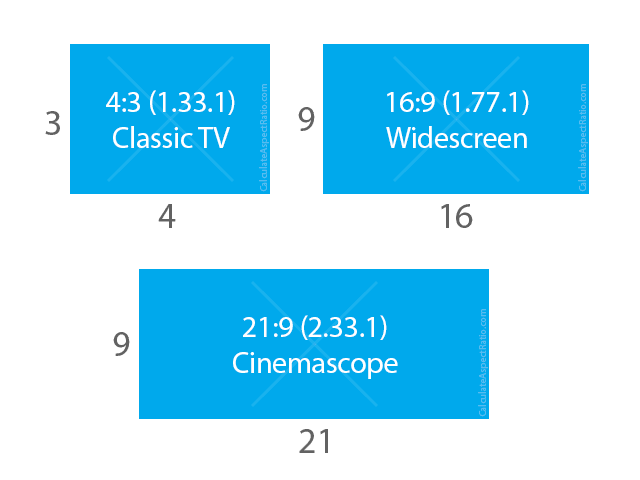 3
4:3 (1.33.1)
Classic TV
CalculateAspectRatio.com
4
9
16:9 (1.77.1)
Widescreen
CalculateAspectRatio.com
16
9
21:9 (2.33.1)
Cinemascope
CalculateAspectRatio.com
21